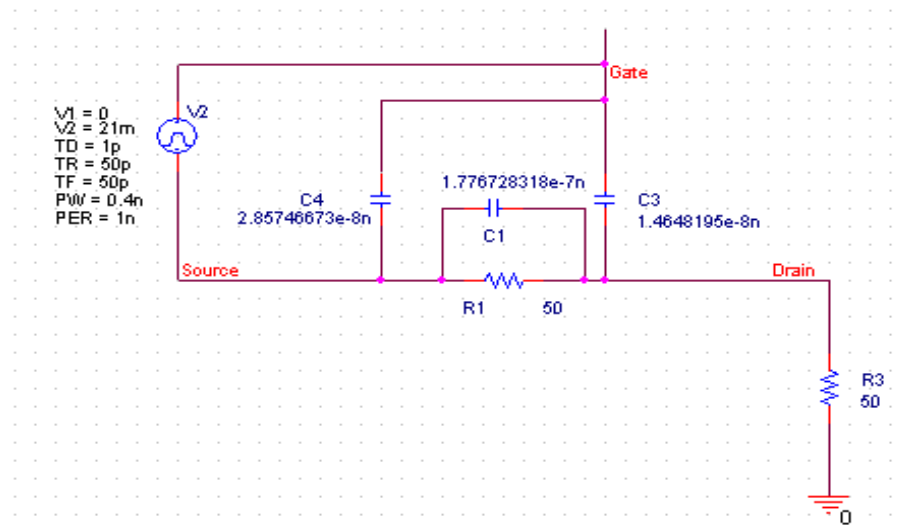 Gate
V1 = 0
V2 = 21m
TD = 1p
TR = 50p
TF = 50p
PW = 0.4n
PER = 1n
V2
C4
2.85746673e-8n
1.776728318e-7n
C1
C3
1.4648195e-8n
Source
Drain
R1 50
R3
50
0